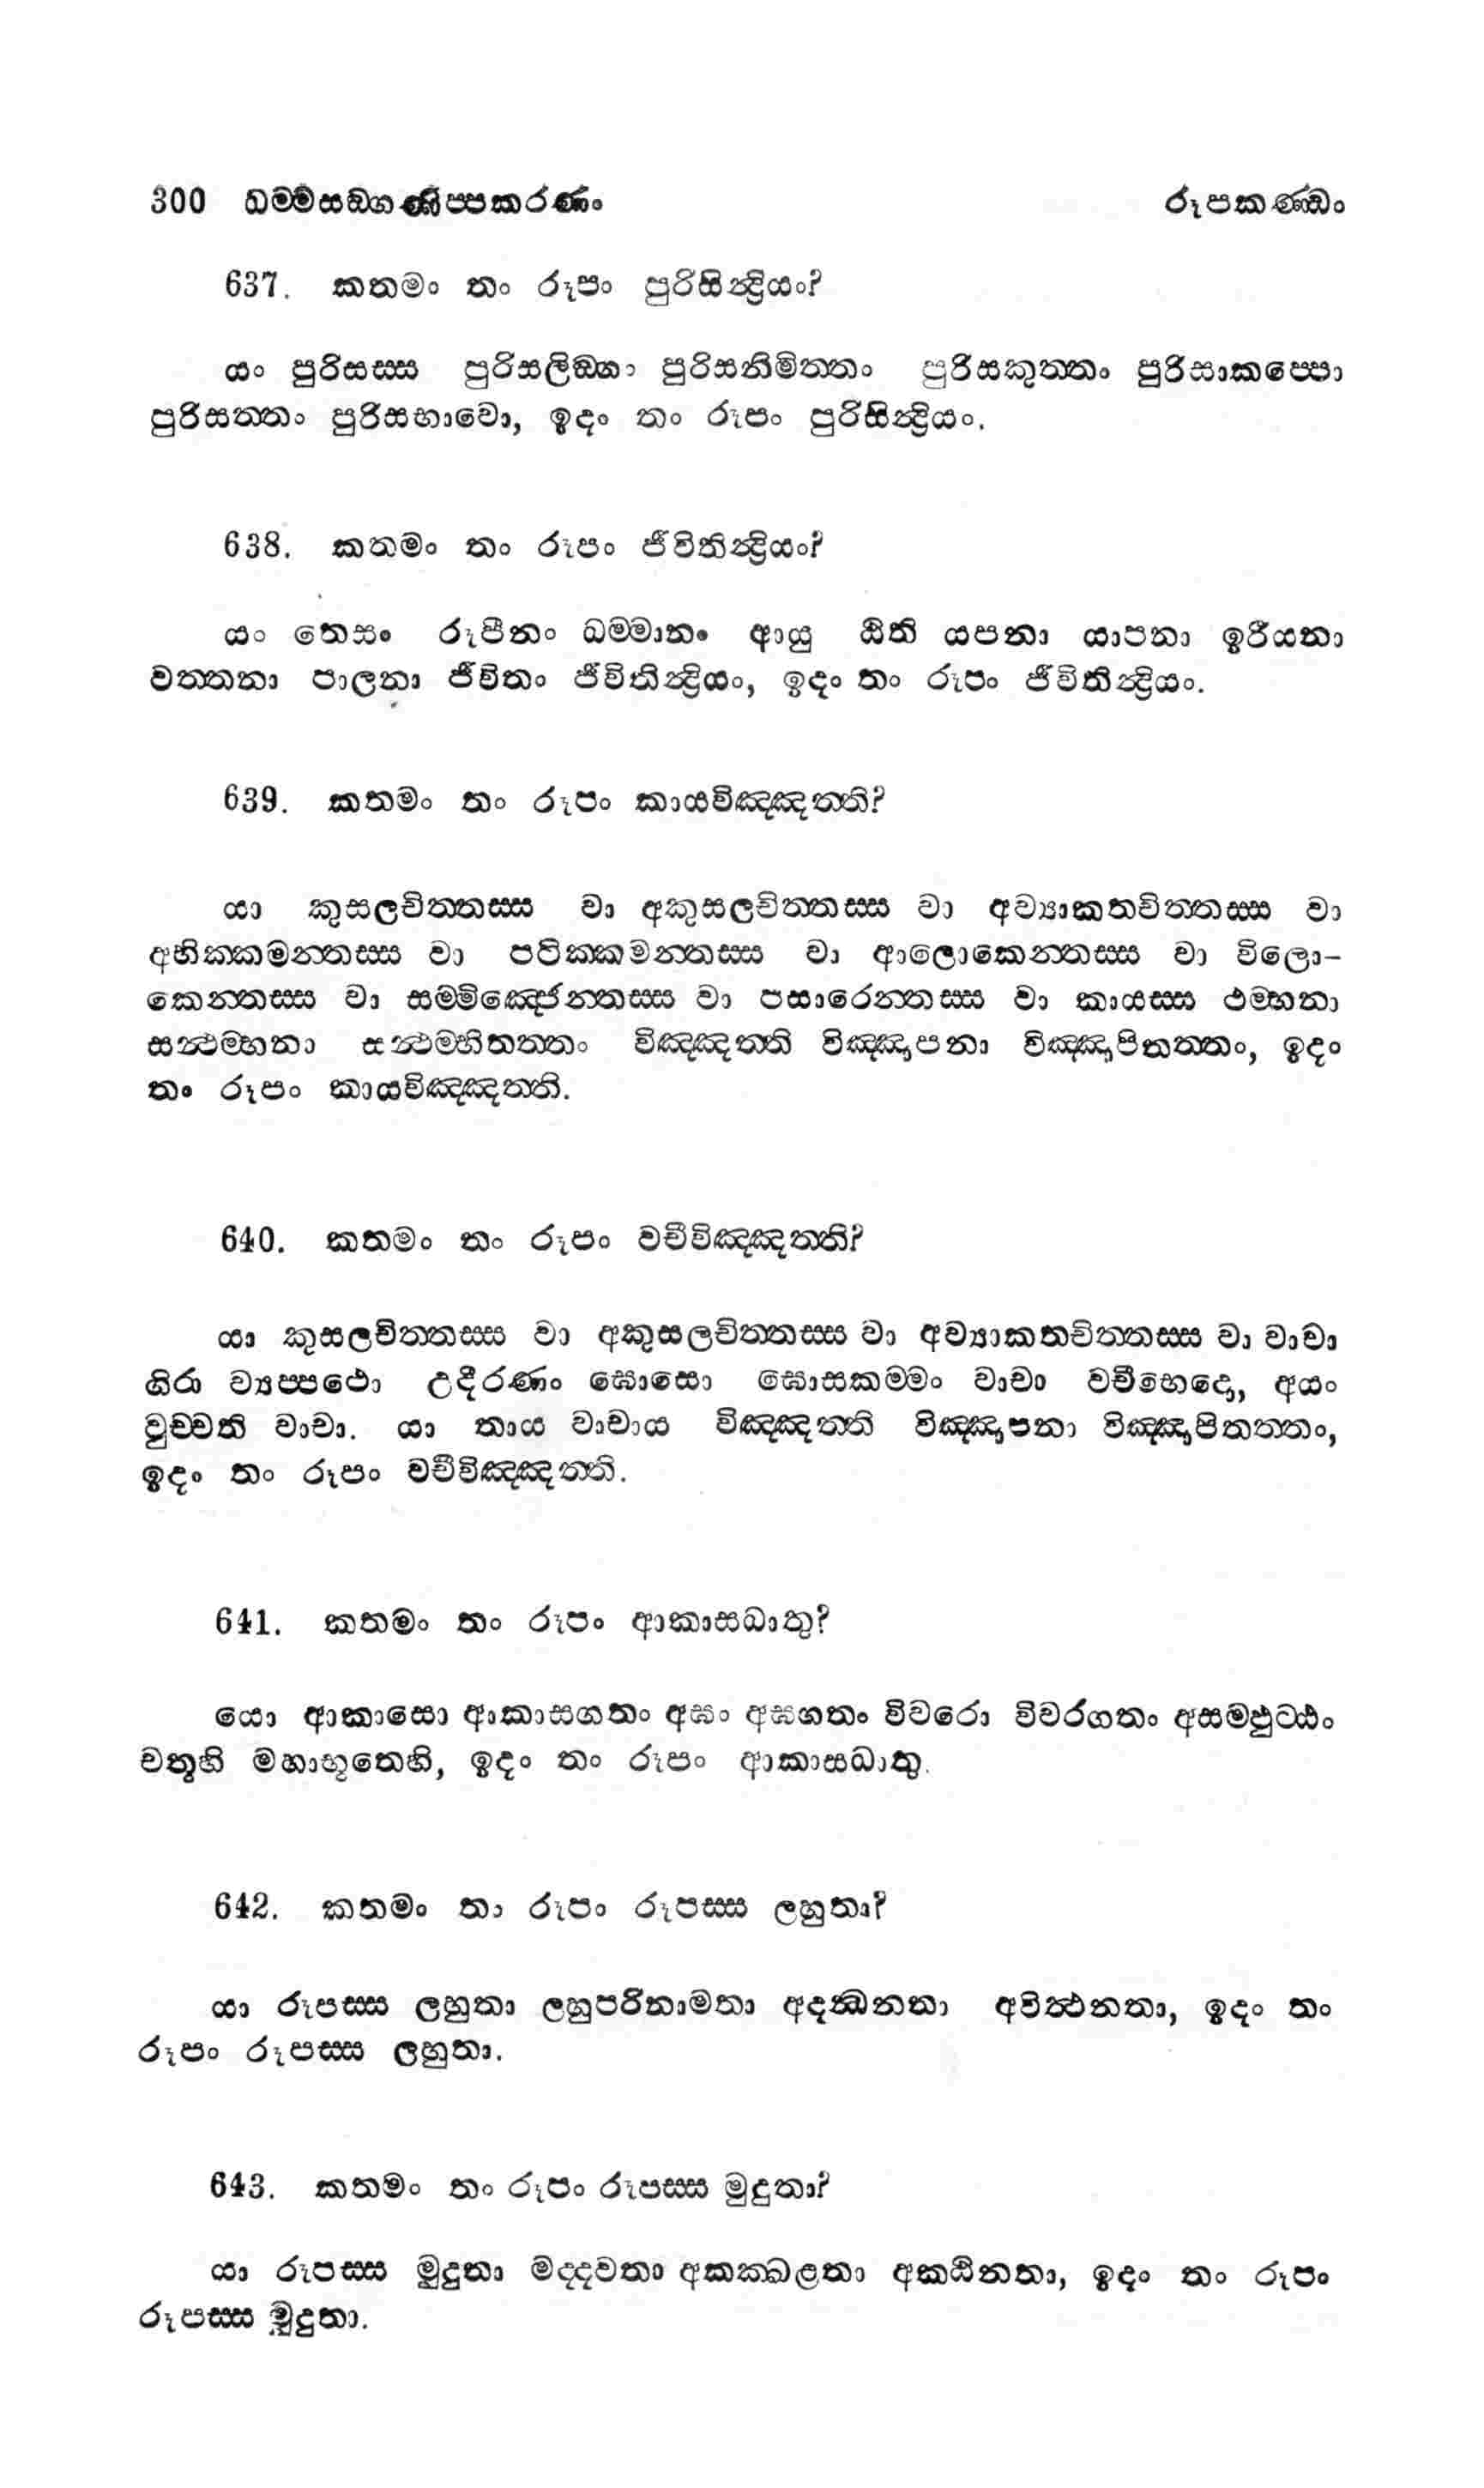 300 ධම්මසඞ්ගණිප්පකරණං රූපකණ්ඩං
637. කතමං තං රූපං පුරිසින්ද්‍රියං?
යං පුරිසස්ස පුරිසලිඞ්ගං පුරිසනිමිත්තං පුරිසකුත්තං පුරිසාකප්පො
පුරිසත්තං පුරිසභාවො, ඉදං තං රූපං පුරිසින්ද්‍රියං.
638. කතමං තං රූපං ජීවිතින්ද්‍රියං?
යං තෙසං රූපීනං ධම්මානං ආයු ඨිති යපනා යාපනා ඉරීයනා
වත්තනා පාලනා ජීවිතං ජීවිතින්ද්‍රියං, ඉදං තං රූපං ජීවිතින්ද්‍රියං.
639. කතමං තං රූපං කායවිඤ්ඤත්ති?
යා කුසලචිත්තස්ස වා අකුසලචිත්තස්ස වා අව්‍යාකතචිත්තස්ස වා
අභික්කමන්තස්ස වා පටික්කමන්තස්ස වා ආලොකෙන්තස්ස වා විලො-
කෙන්තස්ස වා සම්මිඤ්ජෙන්තස්ස වා පසාරෙන්තස්ස වා කායස්ස ථම්භනා
සන්ථම්භනා සන්ථම්භිතත්තං විඤ්ඤත්ති විඤ්ඤාපනා විඤ්ඤාපිතත්තං, ඉදං
තං රූපං කායවිඤ්ඤත්ති.
640. කතමං තං රූපං වචීවිඤ්ඤත්ති?
යා කුසලචිත්තස්ස වා අකුසලචිත්තස්ස වා අව්‍යාකතචිත්තස්ස වා වාචා
ගිරා ව්‍යප්පථො උදීරණං ඝොසො ඝොසකම්මං වාචා වචීභෙදො, අයං
වුච්චති වාචා. යා තාය වාචාය විඤ්ඤත්ති විඤ්ඤාපනා විඤ්ඤාපිතත්තං,
ඉදං තං රූපං වචීවිඤ්ඤත්ති.
641. කතමං තං රූපං ආකාසධාතු?
යො ආකාසො ආකාසගතං අඝං අඝගතං විවරො විවරගතං අසම්ඵුට්ඨං
චතූහි මහාභූතෙහි, ඉදං තං රූපං ආකාසධාතු.
642. කතමං තං රූපං රූපස්ස ලහුතා?
යා රූපස්ස ලහුතා ලහුපරිනාමතා අදන්ධනතා අවිත්ථනතා, ඉදං තං
රූපං රූපස්ස ලහුතා.
643. කතමං තං රූපං රූපස්ස මුදුතා?
යා රූපස්ස මුදුතා මද්දවතා අකක්ඛළතා අකඨිනතා, ඉදං තං රූපං
රූපස්ස මුදුතා.